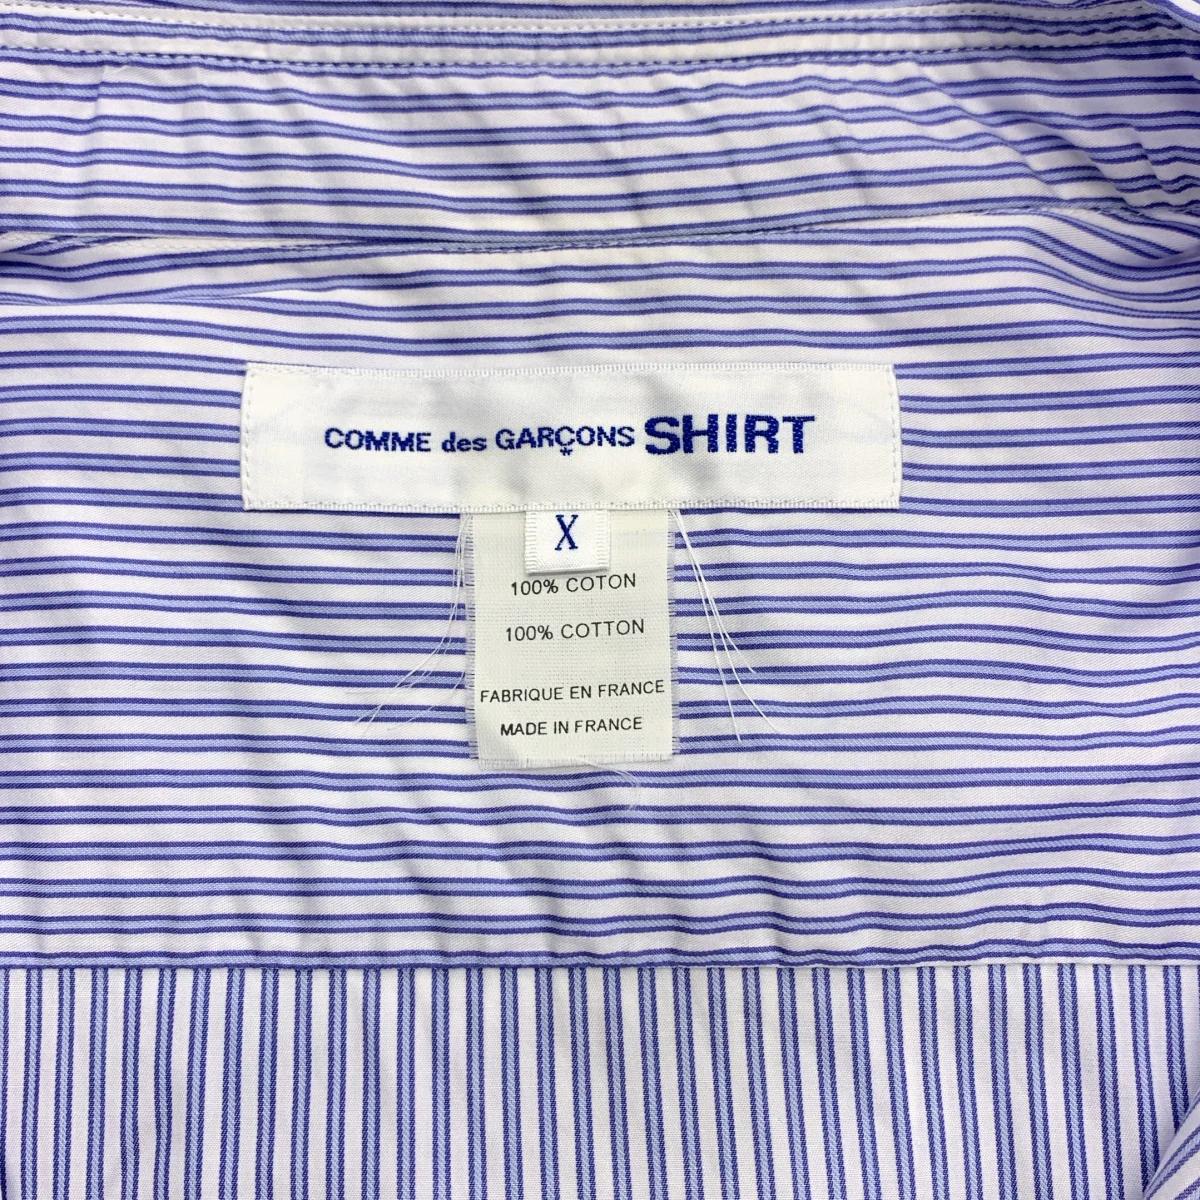 COMME des GARÇONS SHIRT
X
100% COTON
100% COTTON
FABRIQUE EN FRANCE
MADE IN FRANCE